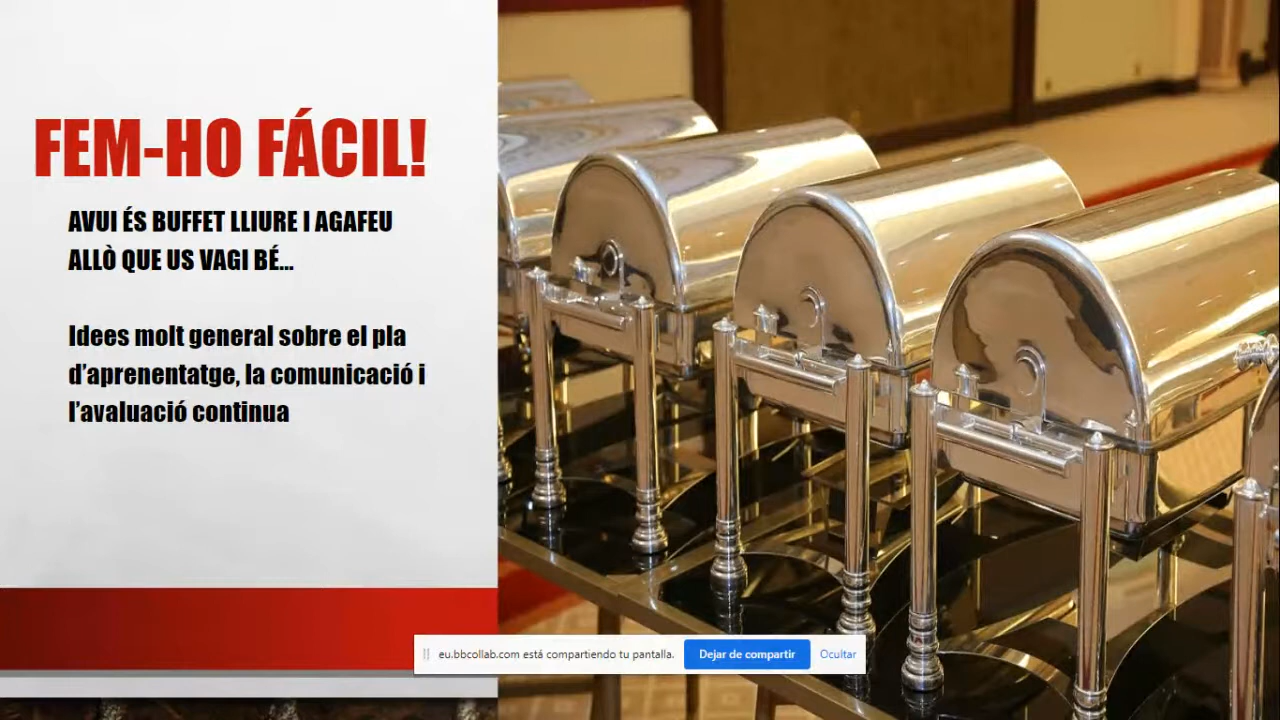 FEM-HO FÁCIL!
AVUI ÉS BUFFET LLIURE I AGAFEU
ALLÒ QUE US VAGI BÉ...
Idees molt general sobre el pla
d'aprenentatge, la comunicació i
l'avaluació continua
eu.bbcollab.com está compartiendo tu pantalla. Dejar de compartir Ocultar